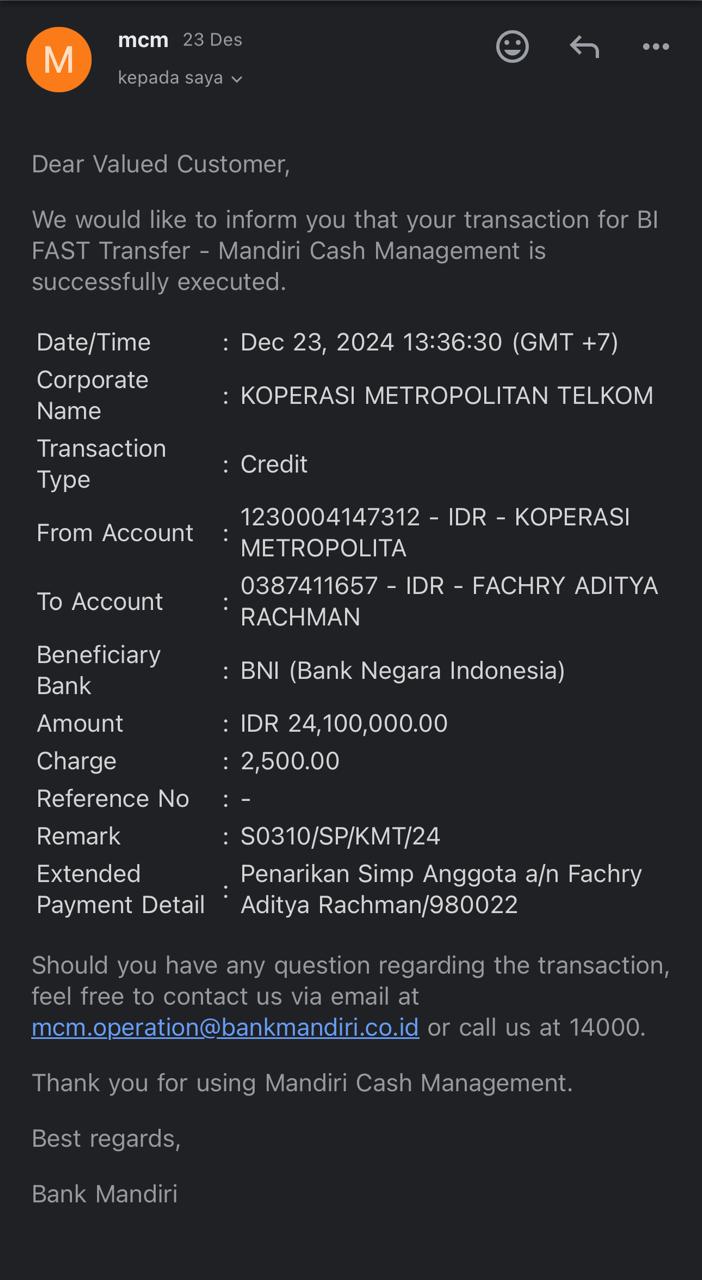 M
mcm 23 Des
kepada saya
Dear Valued Customer,
We would like to inform you that your transaction for BI
FAST Transfer - Mandiri Cash Management is
successfully executed.
Date/Time : Dec 23, 2024 13:36:30 (GMT +7)
Corporate
Name : KOPERASI METROPOLITAN TELKOM
Transaction
Type : Credit
From Account : 1230004147312 - IDR - KOPERASI
METROPOLITA
To Account : 0387411657 - IDR - FACHRY ADITYA
RACHMAN
Beneficiary
Bank : BNI (Bank Negara Indonesia)
Amount : IDR 24,100,000.00
Charge : 2,500.00
Reference No : -
Remark : S0310/SP/KMT/24
Extended
Payment Detail : Penarikan Simp Anggota a/n Fachry
Aditya Rachman/980022
Should you have any question regarding the transaction,
feel free to contact us via email at
mcm.operation@bankmandiri.co.id or call us at 14000.
Thank you for using Mandiri Cash Management.
Best regards,
Bank Mandiri